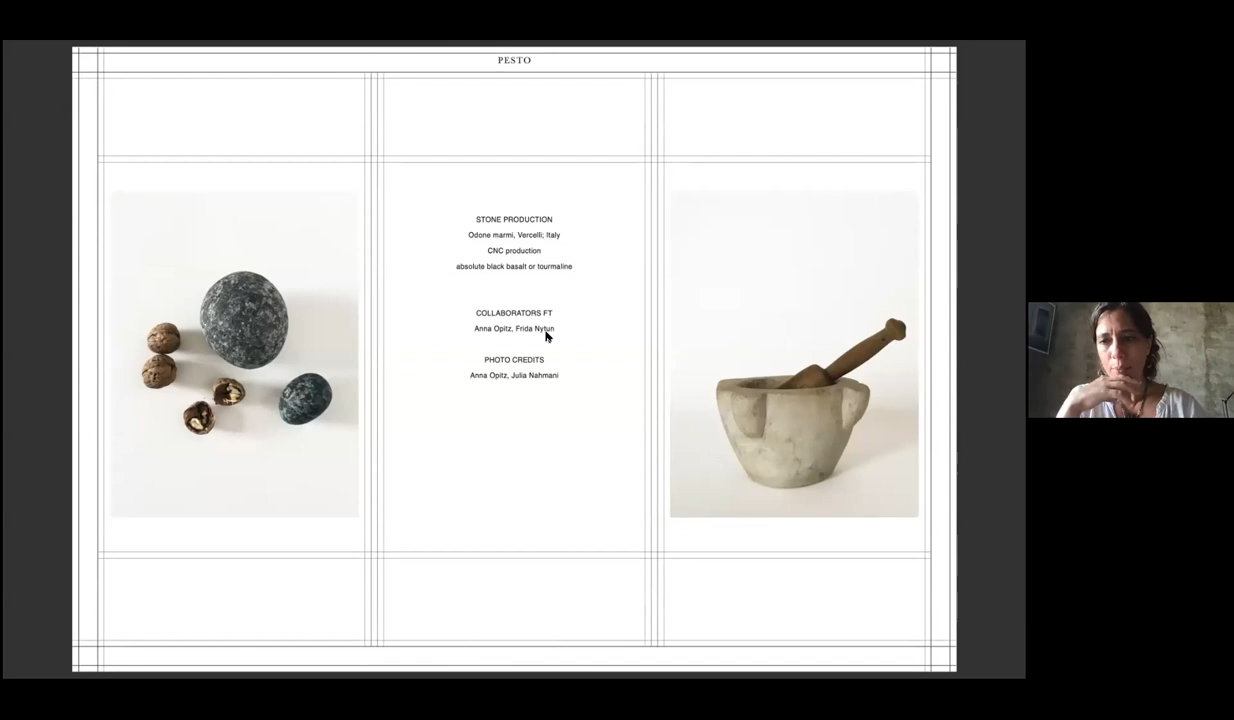 PESTO
STONE PRODUCTION
Odone marmi, Vercelli; Italy
CNC production
absolute black basalt or tourmaline
COLLABORATORS FT
Anna Opitz, Frida Nytun
PHOTO CREDITS
Anna Opitz, Julia Nahmani